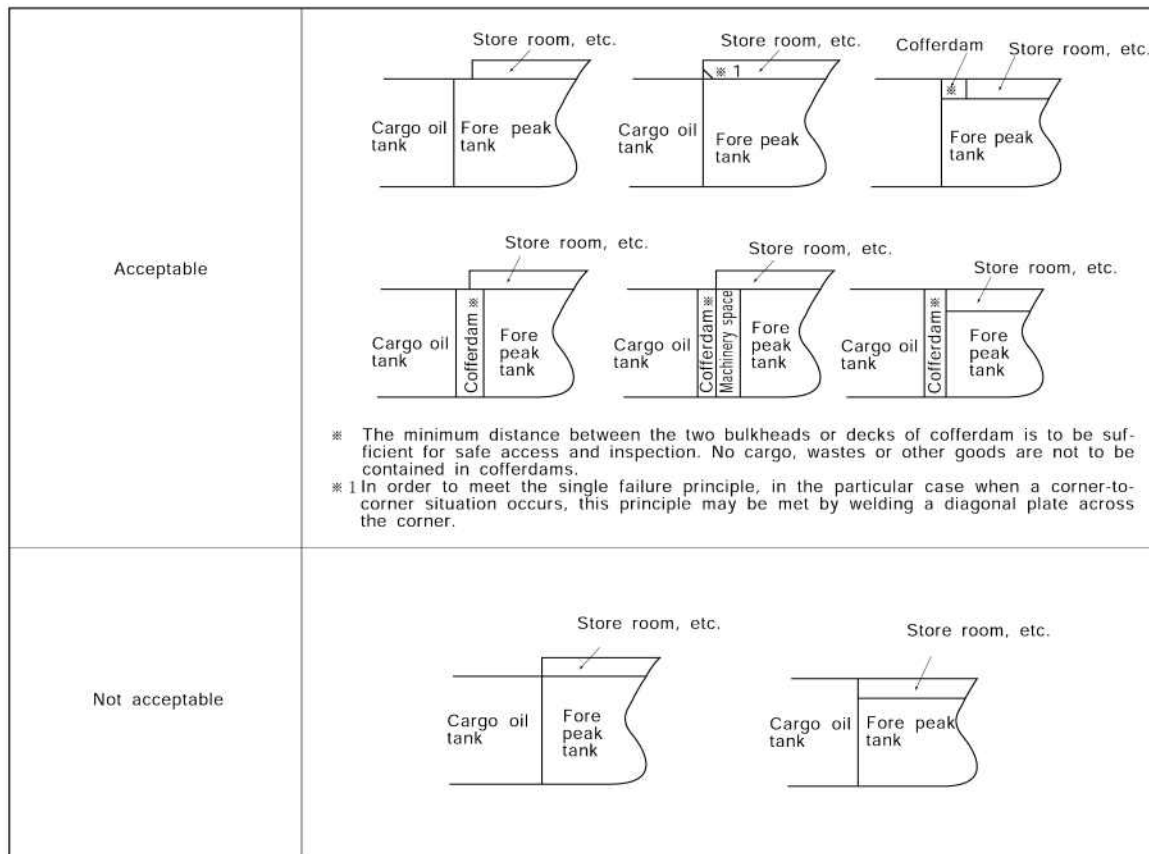 Acceptable
Store room, etc.
Cargo oil
tank
Fore peak
tank
Store room, etc.
※ 1
Cargo oil
tank
Fore peak
tank
Cofferdam
Store room, etc.
※
Fore peak
tank
Store room, etc.
Cargo oil
tank
Cofferdam ※
Fore
peak
tank
Store room, etc.
Cargo oil
tank
Cofferdam ※
Machinery space
Fore
peak
tank
Store room, etc.
Cargo oil
tank
Cofferdam ※
Fore
peak
tank
※ The minimum distance between the two bulkheads or decks of cofferdam is to be suf-
ficient for safe access and inspection. No cargo, wastes or other goods are not to be
contained in cofferdams.
※ 1 In order to meet the single failure principle, in the particular case when a corner-to-
corner situation occurs, this principle may be met by welding a diagonal plate across
the corner.
Not acceptable
Store room, etc.
Cargo oil
tank
Fore
peak
tank
Store room, etc.
Cargo oil
tank
Fore peak
tank